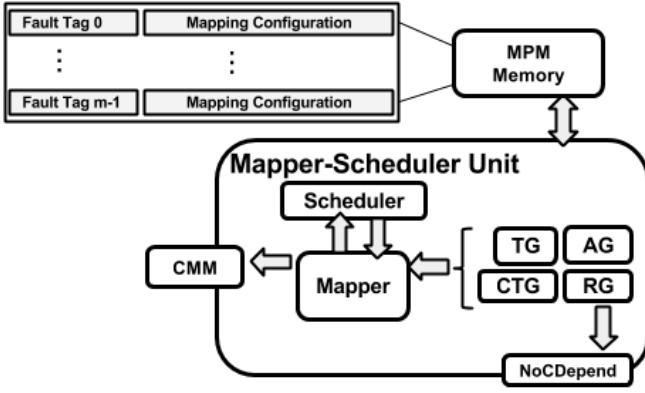 Fault Tag 0 Mapping Configuration
⋮ ⋮
Fault Tag m-1 Mapping Configuration
MPM
Memory
Mapper-Scheduler Unit
Scheduler
Mapper
CMM
TG AG
CTG RG
NoCDepend